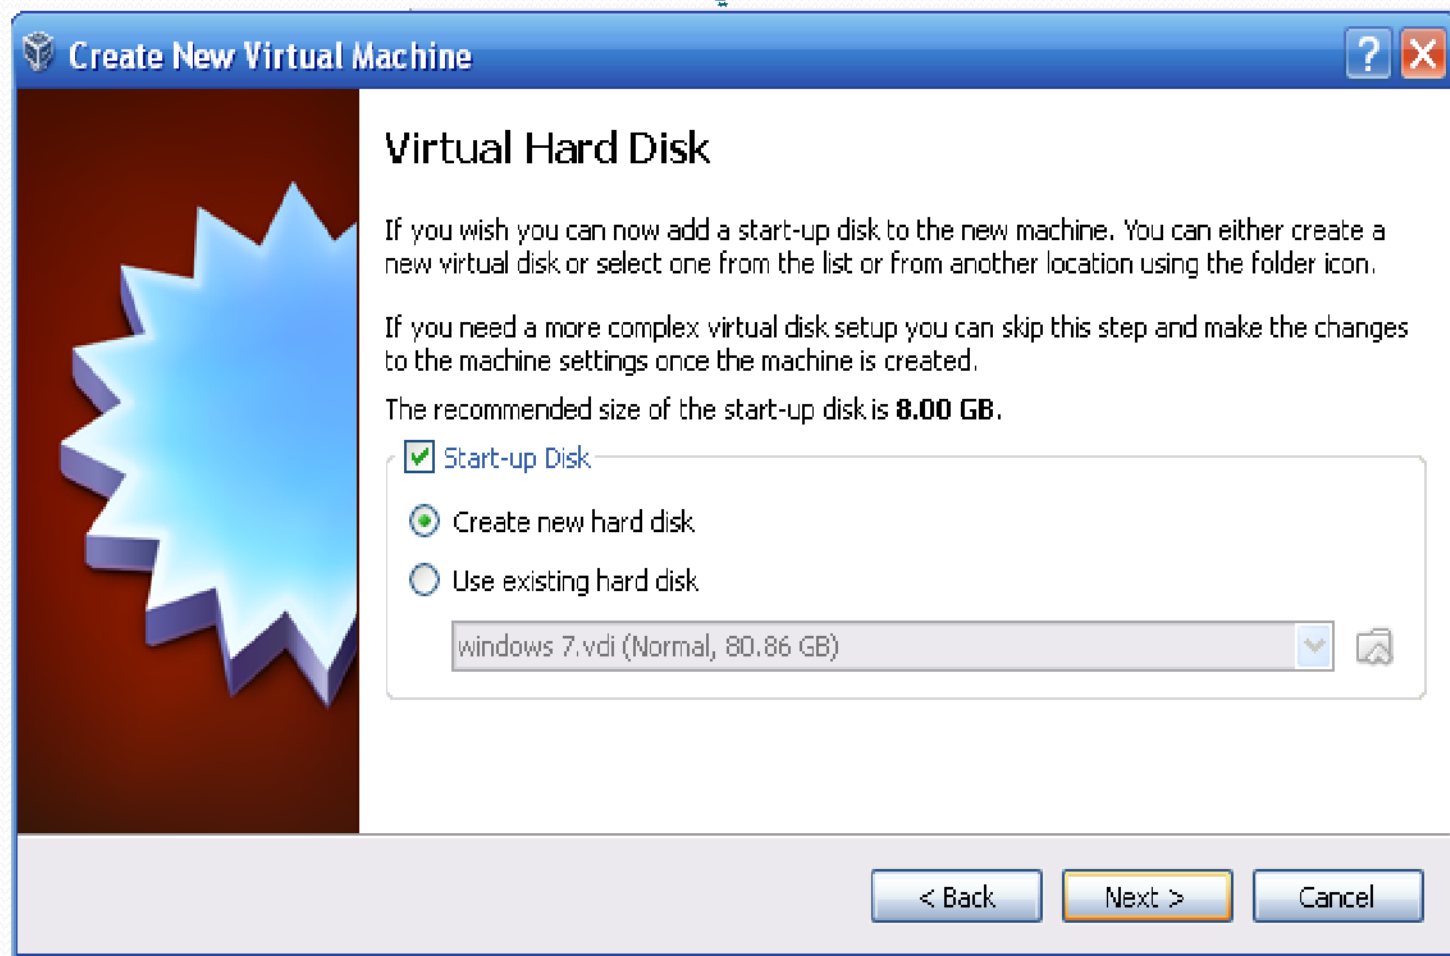 Create New Virtual Machine
?
Virtual Hard Disk
If you wish you can now add a start-up disk to the new machine. You can either create a
new virtual disk or select one from the list or from another location using the folder icon.
If you need a more complex virtual disk setup you can skip this step and make the changes
to the machine settings once the machine is created.
The recommended size of the start-up disk is 8.00 GB.
Start-up Disk
Create new hard disk
Use existing hard disk
windows 7.vdi (Normal, 80.86 GB)
< Back
Next >
Cancel